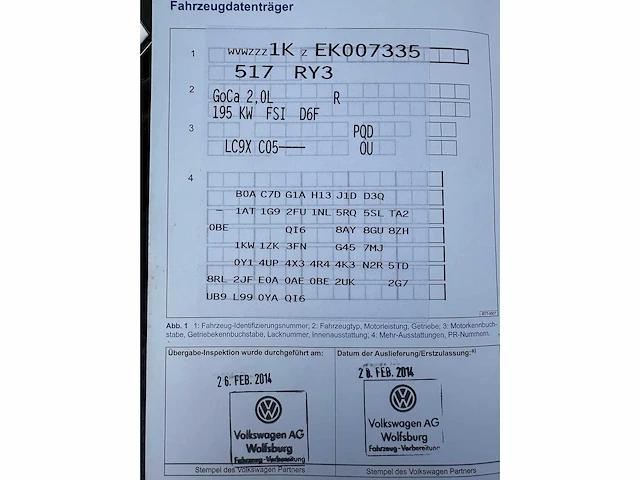 Fahrzeugdatenträger
1 WVWZZZ 1K Z EK007335
517 RY3
2 GoCa 2,0L R
195 KW FSI D6F
3 PQD
LC9X C05 OU
4
B0A C7D G1A H13 J1D D3Q
- 1AT 1G9 2FU 1NL 5RQ 5SL TA2
0BE QI6 8AY 8GU 8ZH
1KW 1ZK 3FN G45 7MJ
0Y1 4UP 4X3 4R4 4K3 N2R 5TD
8RL 2JF E0A 0AE 0BE 2UK 2G7
UB9 L99 0YA QI6
Abb. 1 1: Fahrzeug-Identifizierungsnummer; 2: Fahrzeugtyp, Motorleistung, Getriebe; 3: Motorkennbuch-
stabe, Getriebekennbuchstabe, Lacknummer, Innenausstattung; 4: Mehr-Ausstattungen, PR-Nummern.
Übergabe-Inspektion wurde durchgeführt am:
26. FEB. 2014
Volkswagen AG
Wolfsburg
Fahrzeug-Vorbereitung
Stempel des Volkswagen Partners
Datum der Auslieferung/Erstzulassung:
FEB. 2014
Volkswagen AG
Wolfsburg
Fahrzeug-Vorbereitung
Stempel des Volkswagen Partners